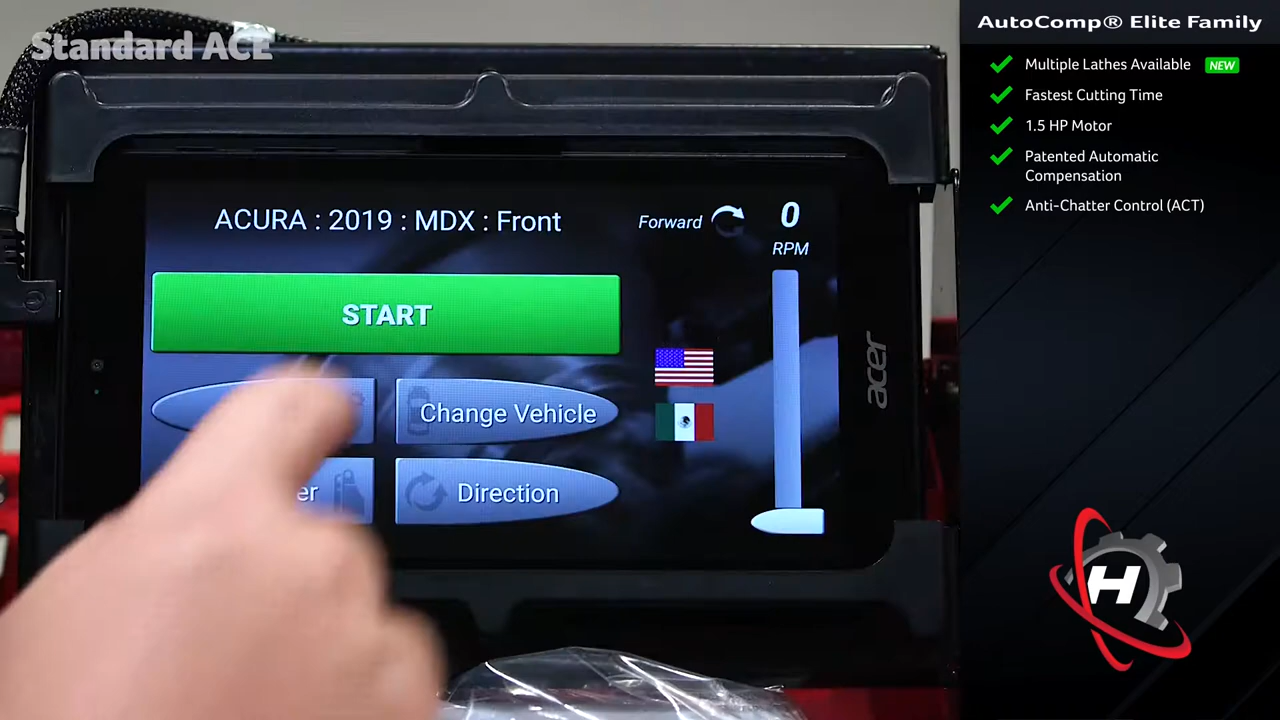 Standard ACE
AutoComp® Elite Family
Multiple Lathes Available NEW
Fastest Cutting Time
1.5 HP Motor
Patented Automatic
Compensation
Anti-Chatter Control (ACT)
ACURA : 2019 : MDX : Front
Forward
0
RPM
START
Change Vehicle
Direction
acer
H